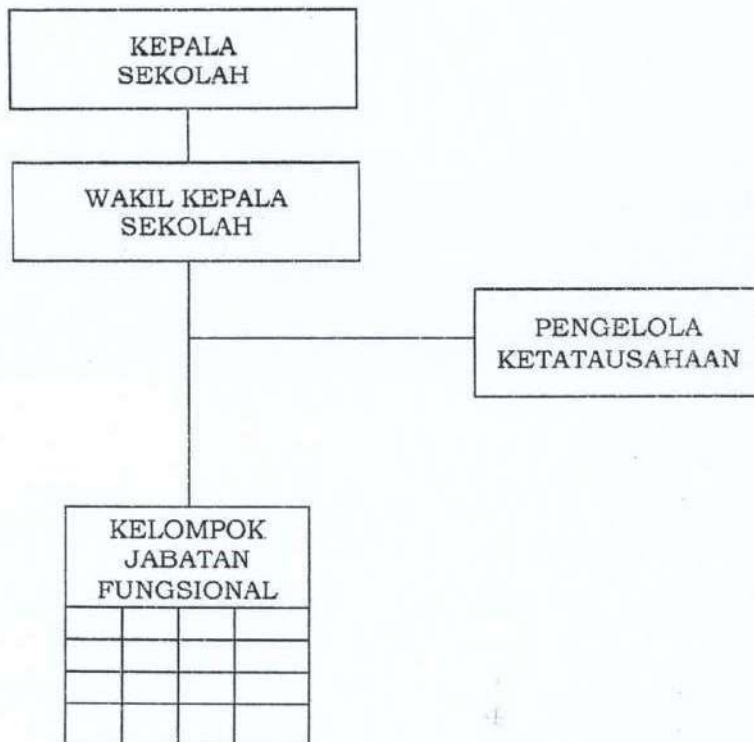 KEPALA
SEKOLAH
WAKIL KEPALA
SEKOLAH
PENGELOLA
KETATAUSAHAAN
KELOMPOK
JABATAN
FUNGSIONAL